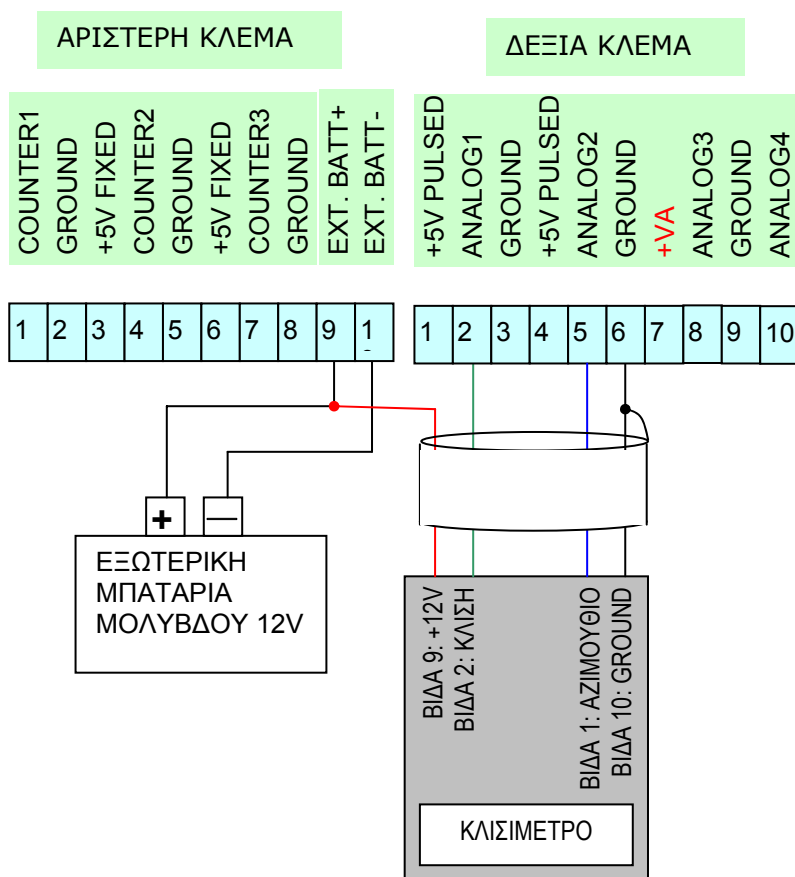 ΑΡΙΣΤΕΡΗ ΚΛΕΜΑ
ΔΕΞΙΑ ΚΛΕΜΑ
COUNTER1
GROUND
+5V FIXED
COUNTER2
GROUND
+5V FIXED
COUNTER3
GROUND
EXT. BATT+
EXT. BATT-
+5V PULSED
ANALOG1
GROUND
+5V PULSED
ANALOG2
GROUND
+VA
ANALOG3
GROUND
ANALOG4
1 2 3 4 5 6 7 8 9 1
1 2 3 4 5 6 7 8 9 10
+ —
ΕΞΩΤΕΡΙΚΗ
ΜΠΑΤΑΡΙΑ
ΜΟΛΥΒΔΟΥ 12V
ΒΙΔΑ 9: +12V
ΒΙΔΑ 2: ΚΛΙΣΗ
ΒΙΔΑ 1: ΑΖΙΜΟΥΘΙΟ
ΒΙΔΑ 10: GROUND
ΚΛΙΣΙΜΕΤΡΟ